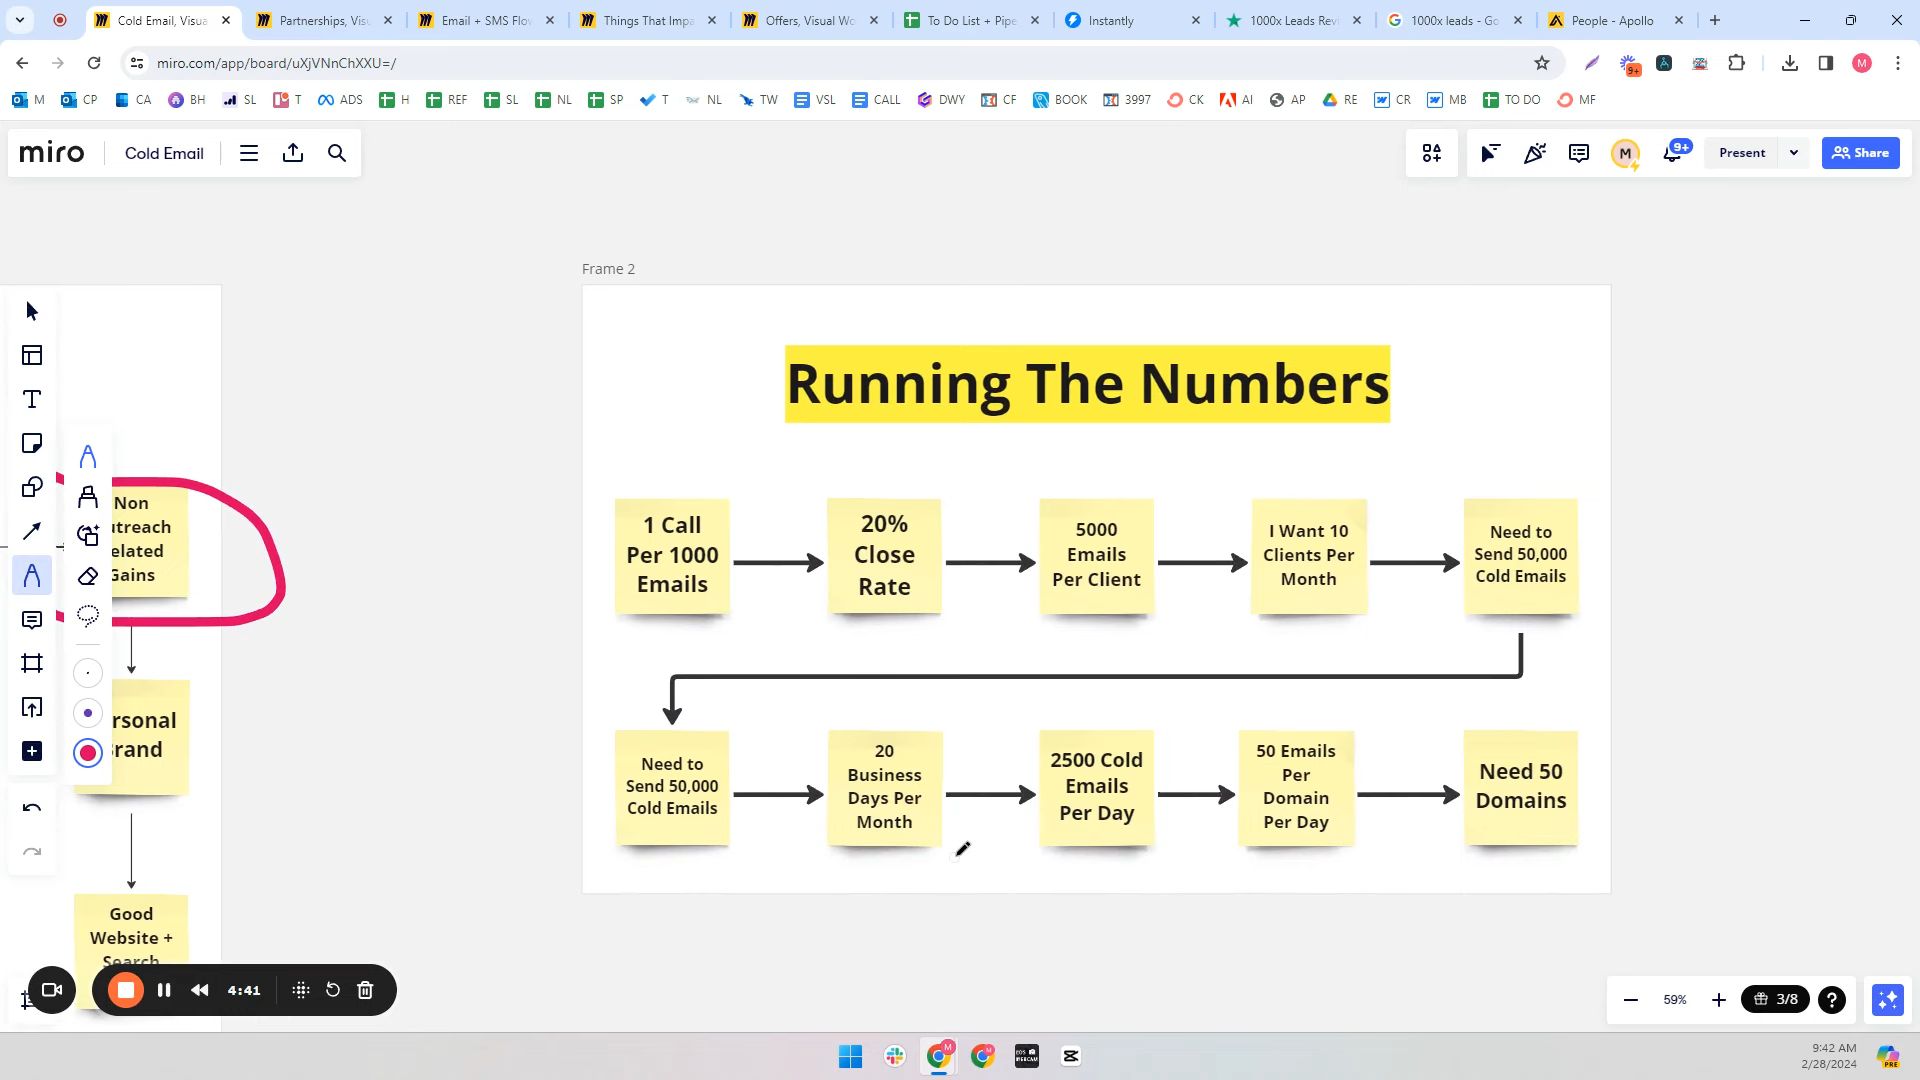 Cold Email, Visua
Partnerships, Visu
Email + SMS Flov
Things That Impa
Offers, Visual Wo
To Do List + Pipe
Instantly
1000x Leads Rev
1000x leads - Go
People - Apollo
miro.com/app/board/uXjVNnChXXU=/
9+
M
M
CP
CA
BH
SL
T
ADS
H
REF
SL
NL
SP
T
NL
TW
VSL
CALL
DWY
CF
BOOK
3997
CK
AI
AP
RE
CR
MB
TO DO
MF
miro
Cold Email
M
9+
Present
Share
Frame 2
Running The Numbers
1 Call
Per 1000
Emails
20%
Close
Rate
5000
Emails
Per Client
I Want 10
Clients Per
Month
Need to
Send 50,000
Cold Emails
Need to
Send 50,000
Cold Emails
20
Business
Days Per
Month
2500 Cold
Emails
Per Day
50 Emails
Per
Domain
Per Day
Need 50
Domains
Non
utreach
elated
Gains
rsonal
rand
Good
Website +
Search
4:41
59%
3/8
9:42 AM
2/28/2024
PRE